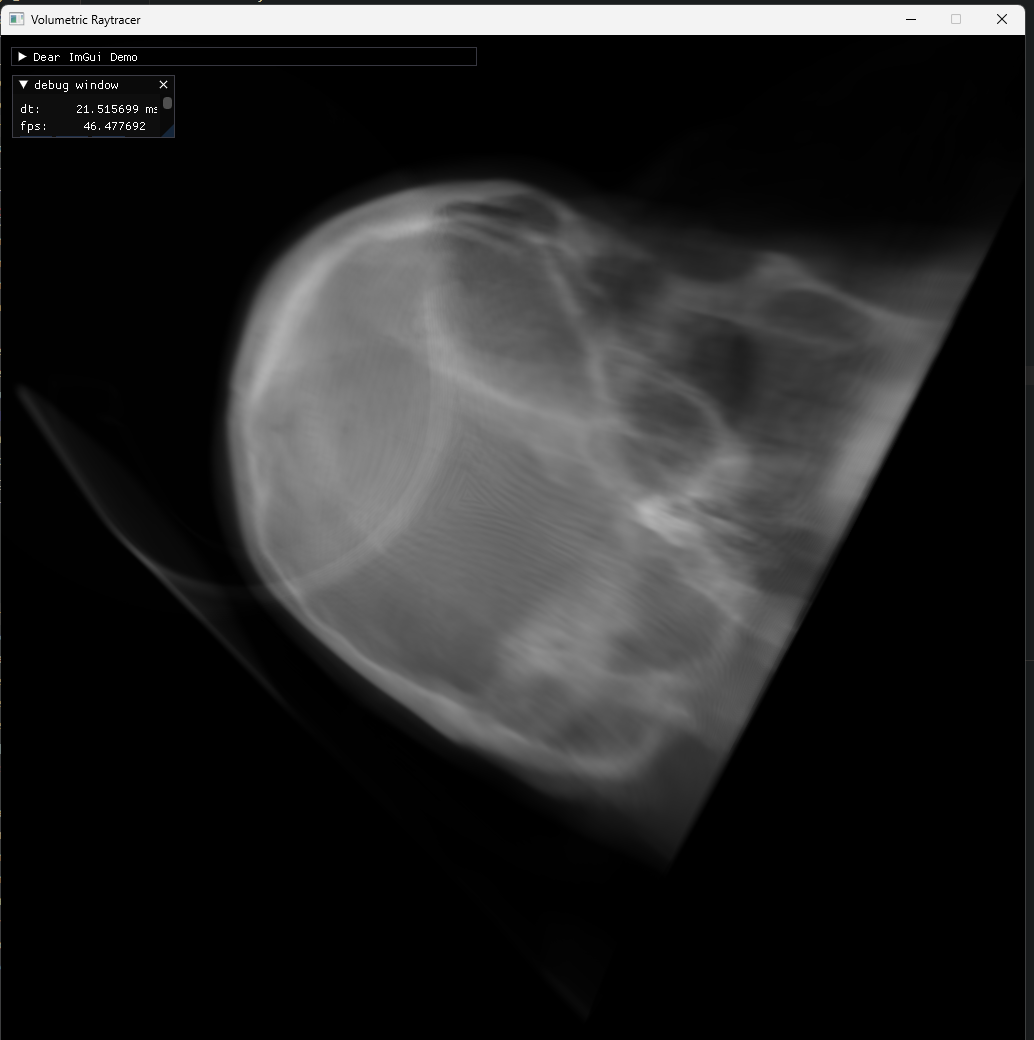 Volumetric Raytracer
Dear ImGui Demo
debug window
dt: 21.515699 ms
fps: 46.477692